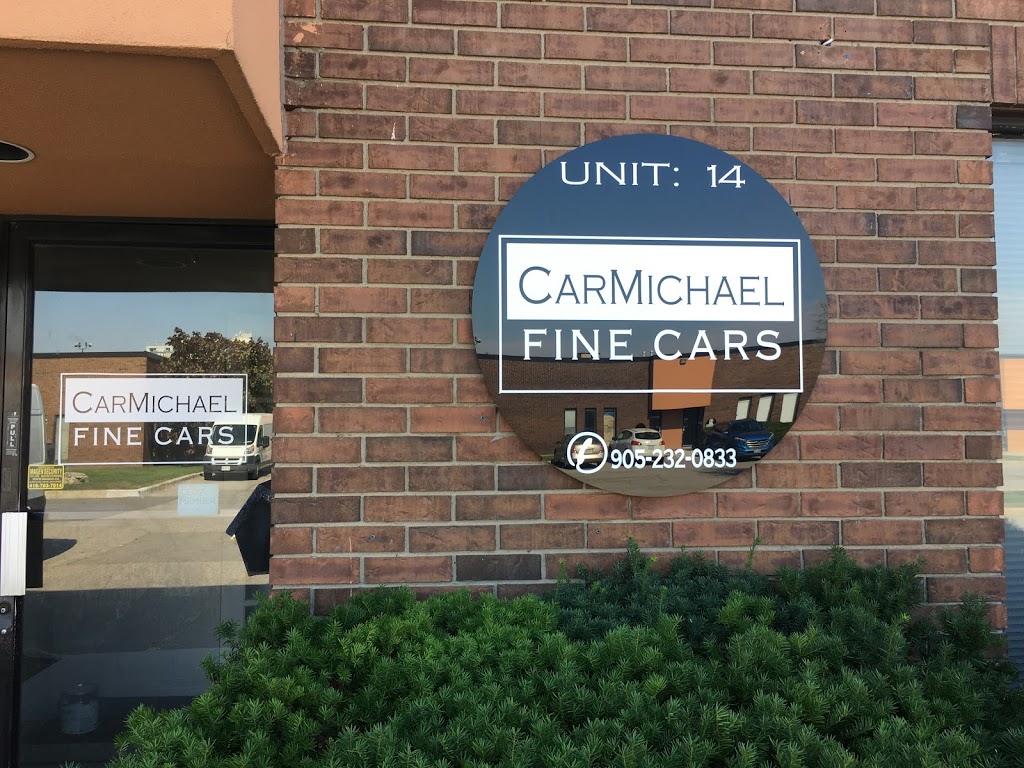 UNIT: 14
CARMICHAEL
FINE CARS
905-232-0833
CARMICHAEL
FINE CARS
PULL